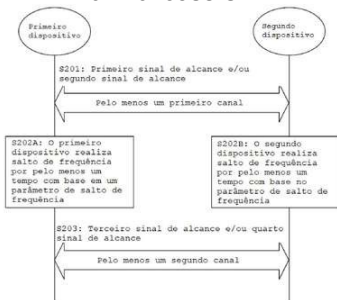 Primeiro
dispositivo
Segundo
dispositivo
S201: Primeiro sinal de alcance e/ou
segundo sinal de alcance
Pelo menos um primeiro canal
S202A: O primeiro
dispositivo realiza
salto de frequência
por pelo menos um
tempo com base em um
parâmetro de salto de
frequência
S202B: O segundo
dispositivo realiza
salto de frequência
por pelo menos um
tempo com base no
parâmetro de salto de
frequência
S203: Terceiro sinal de alcance e/ou quarto
sinal de alcance
Pelo menos um segundo canal